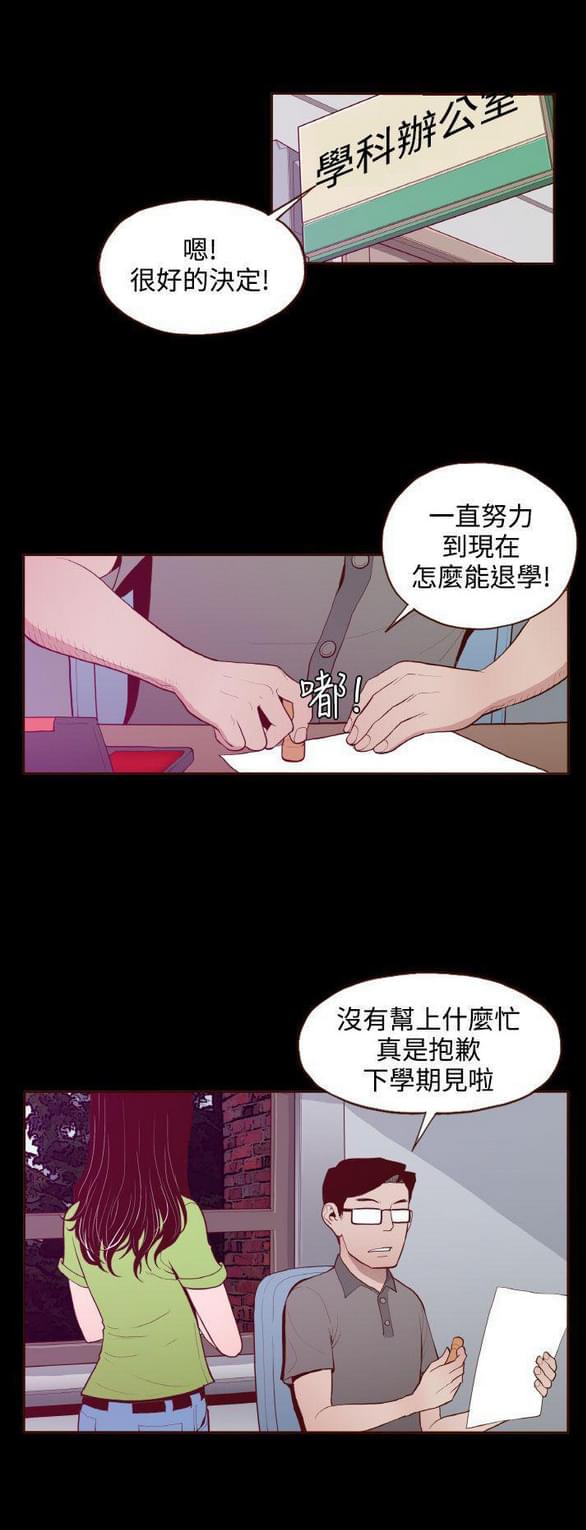 學科辦公室
嗯!
很好的決定!
一直努力
到現在
怎麼能退學!
嘟!
沒有幫上什麼忙
真是抱歉
下學期見啦